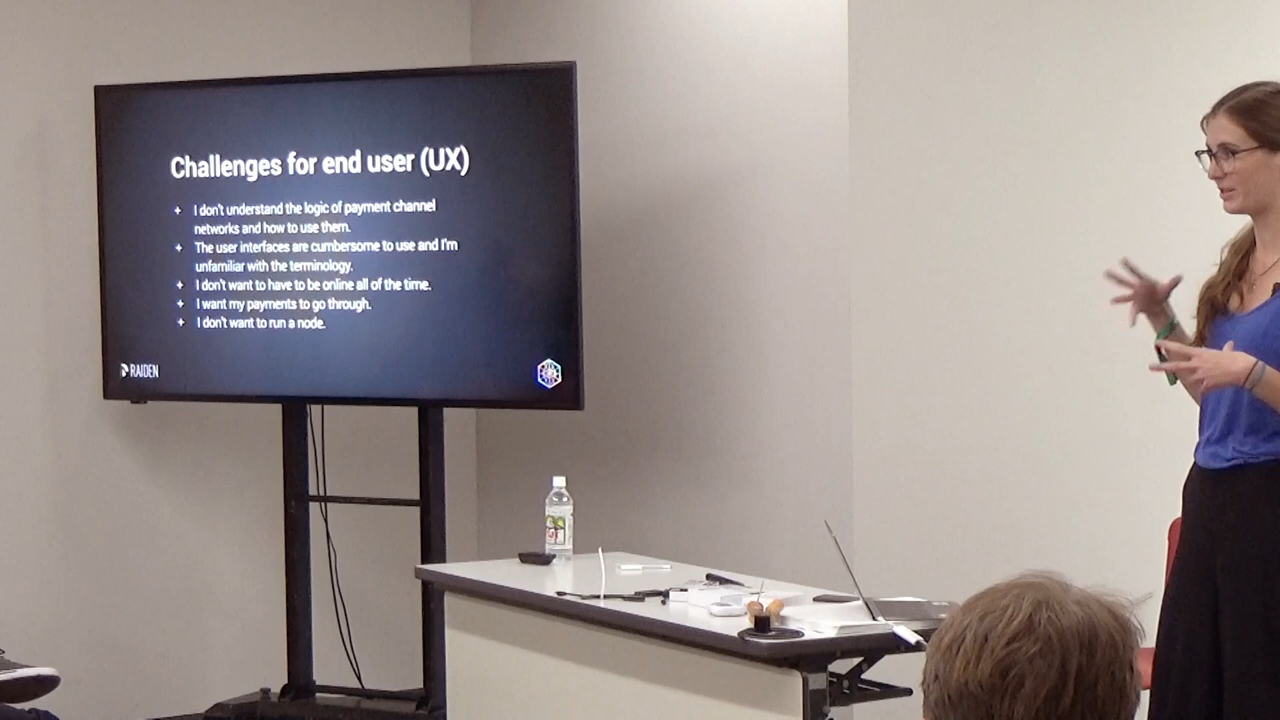 Challenges for end user (UX)
+ I don't understand the logic of payment channel
networks and how to use them.
+ The user interfaces are cumbersome to use and I'm
unfamiliar with the terminology.
+ I don't want to have to be online all of the time.
+ I want my payments to go through.
+ I don't want to run a node.
RAIDEN